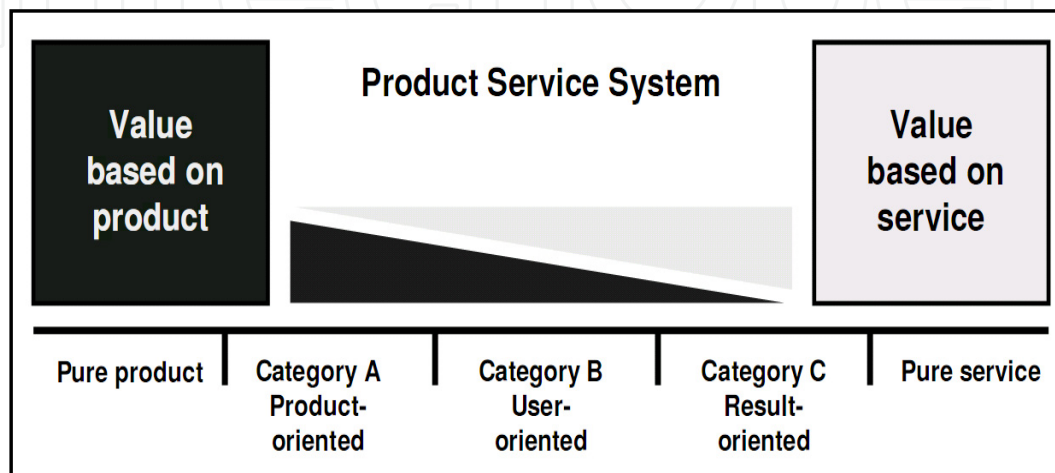 Product Service System
Value
based on
product
Value
based on
service
Pure product
Category A
Product-
oriented
Category B
User-
oriented
Category C
Result-
oriented
Pure service